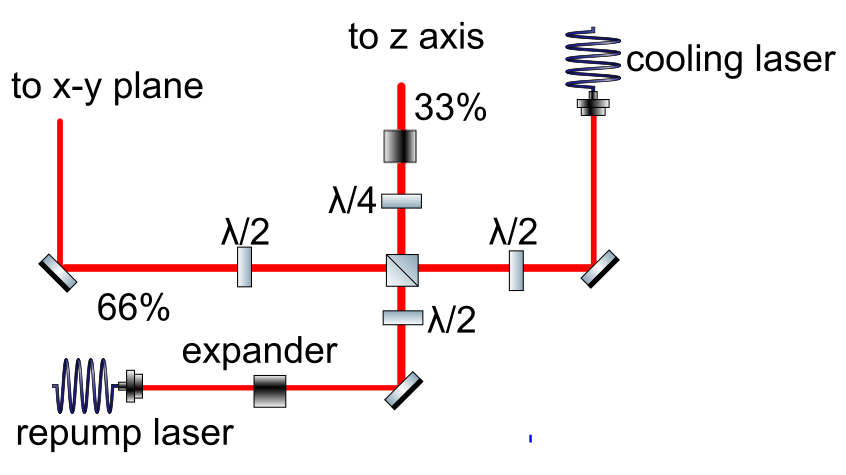 to z axis
cooling laser
to x-y plane
33%
λ/4
λ/2
λ/2
66%
λ/2
expander
repump laser